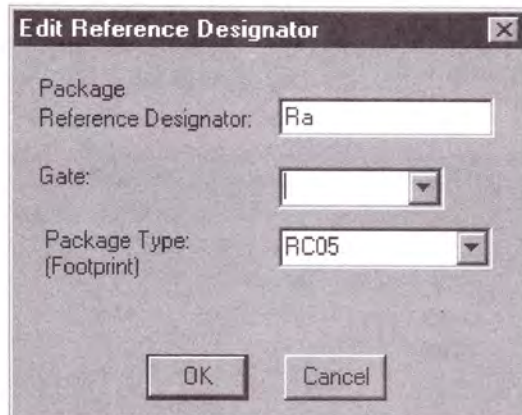 Edit Reference Designator
Package
Reference Designator: Ra
Gate:
Package Type: RC05
(Footprint)
OK Cancel